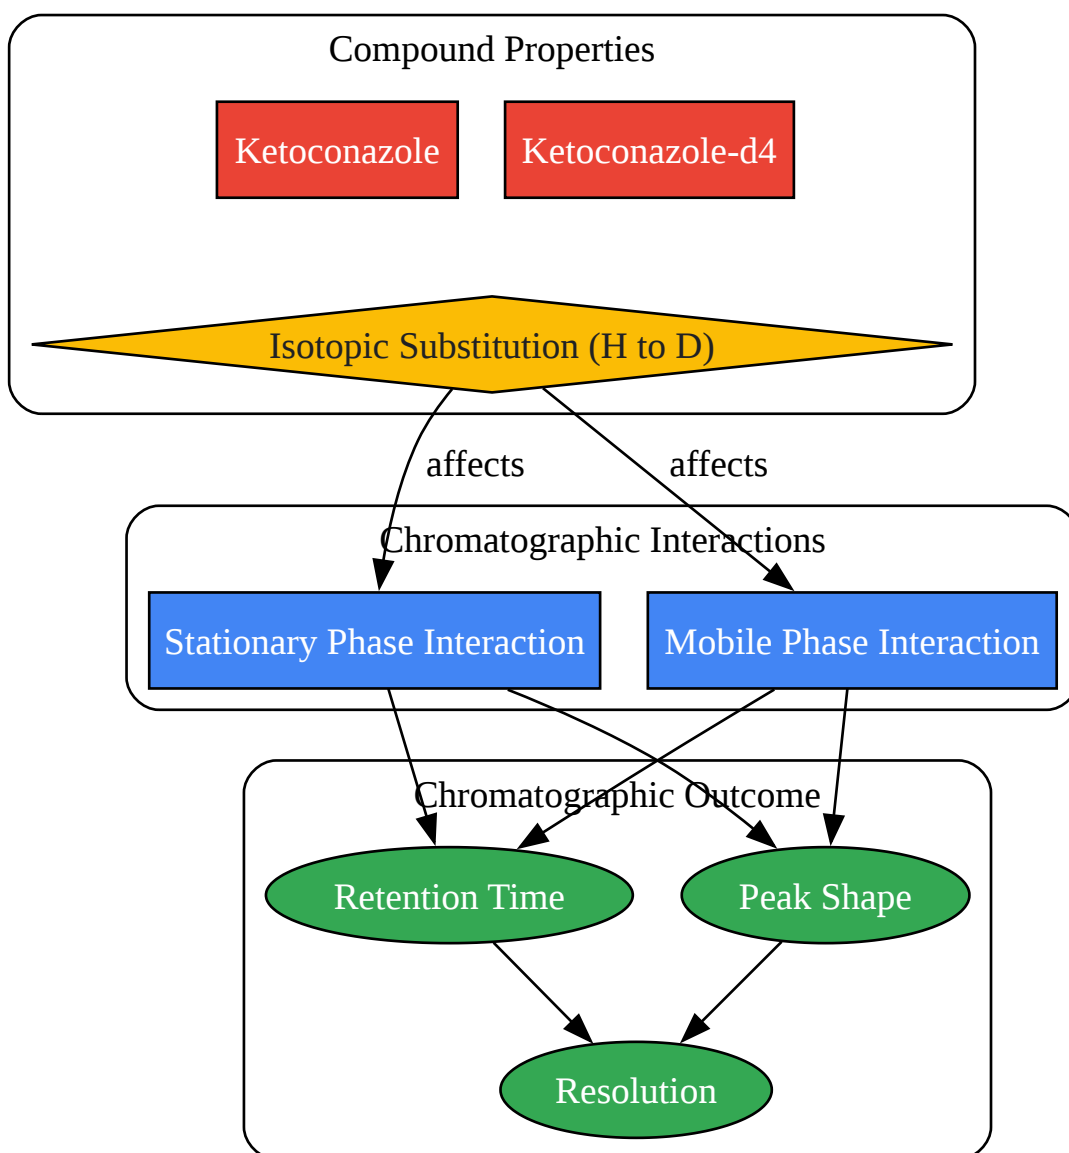 Compound Properties
Ketoconazole
Ketoconazole-d4
Isotopic Substitution (H to D)
affects
affects
Chromatographic Interactions
Stationary Phase Interaction
Mobile Phase Interaction
Chromatographic Outcome
Retention Time
Peak Shape
Resolution